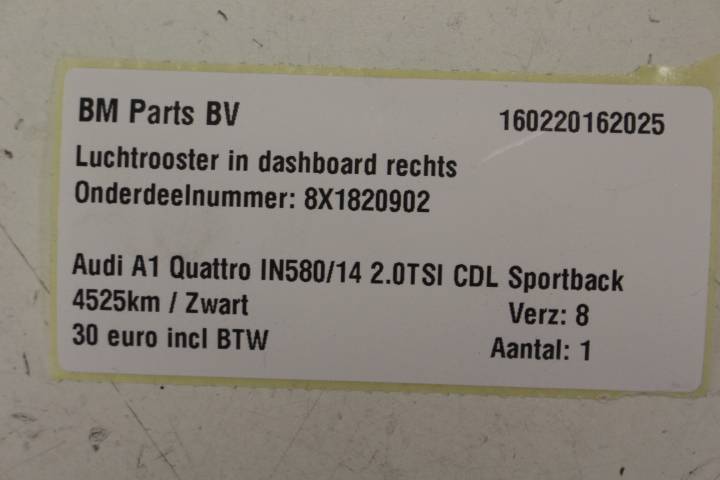 BM Parts BV 160220162025
Luchtrooster in dashboard rechts
Onderdeelnummer: 8X1820902
Audi A1 Quattro IN580/14 2.0TSI CDL Sportback
4525km / Zwart Verz: 8
30 euro incl BTW Aantal: 1